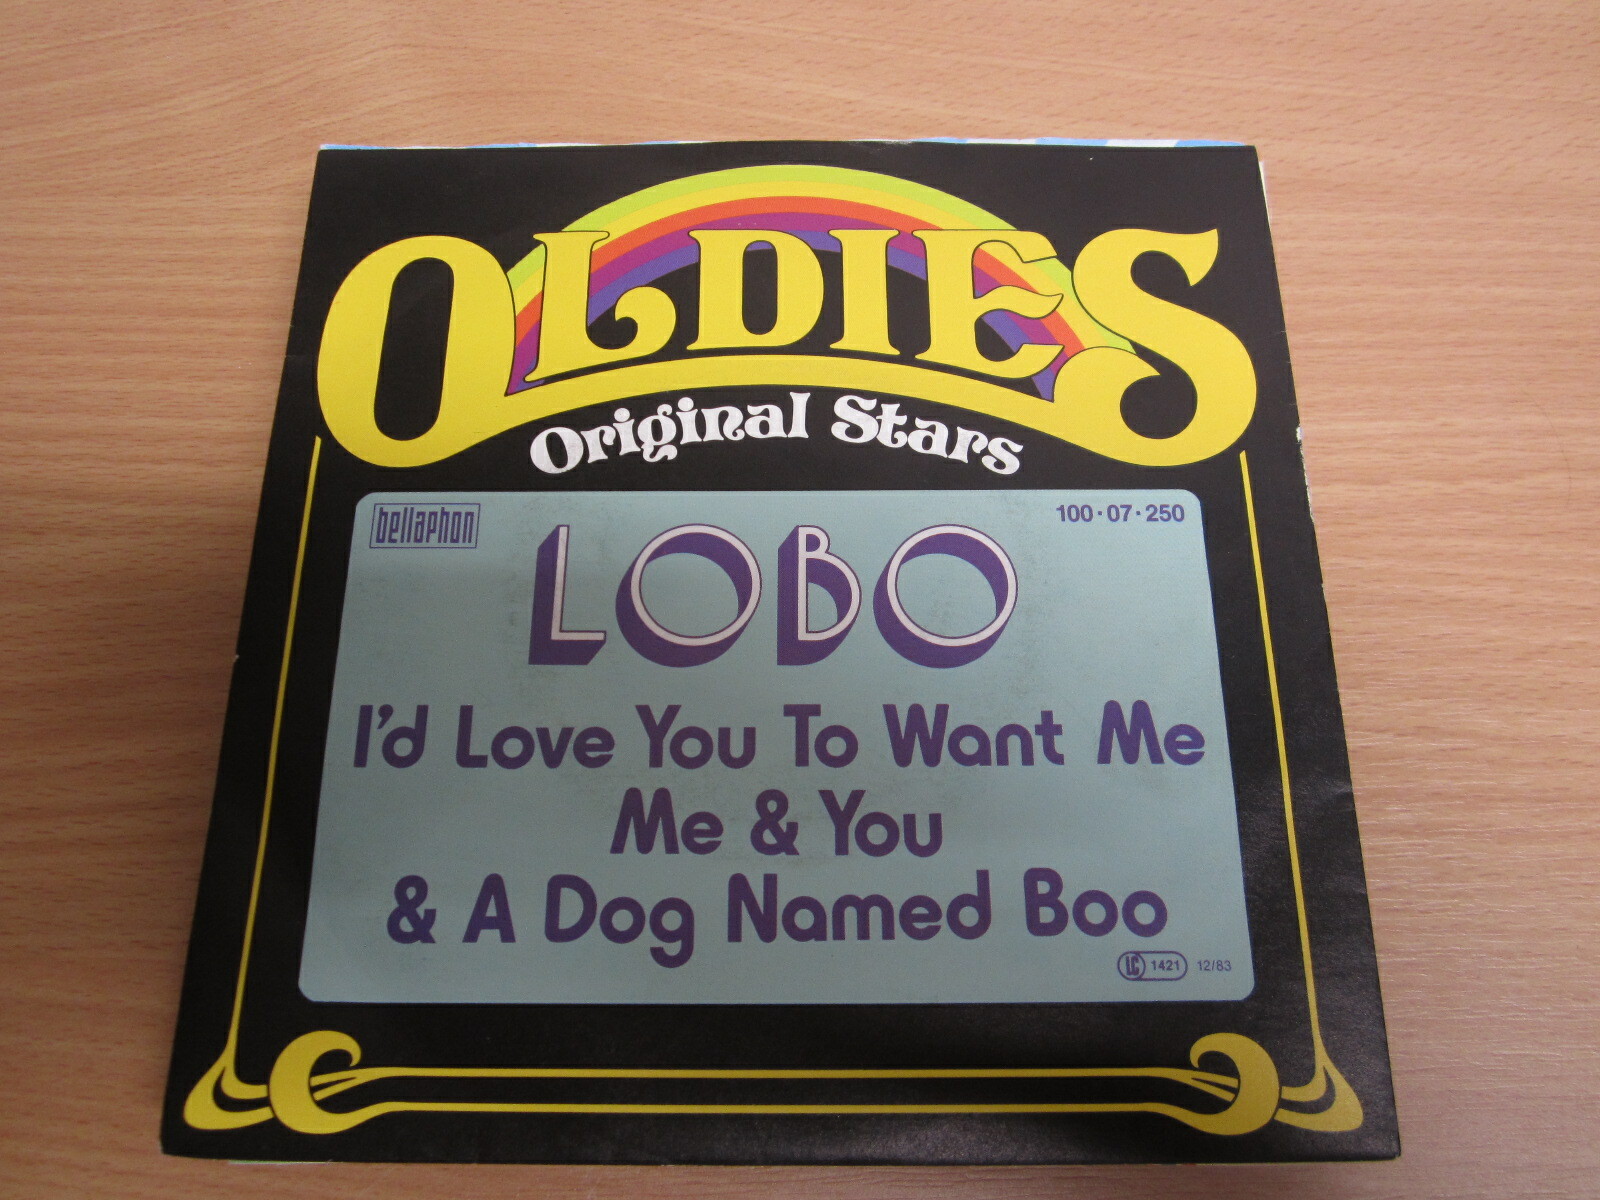 OLDIES
Original Stars
bellaphon
100·07·250
LOBO
I'd Love You To Want Me
Me & You
& A Dog Named Boo
LC 1421 12/83